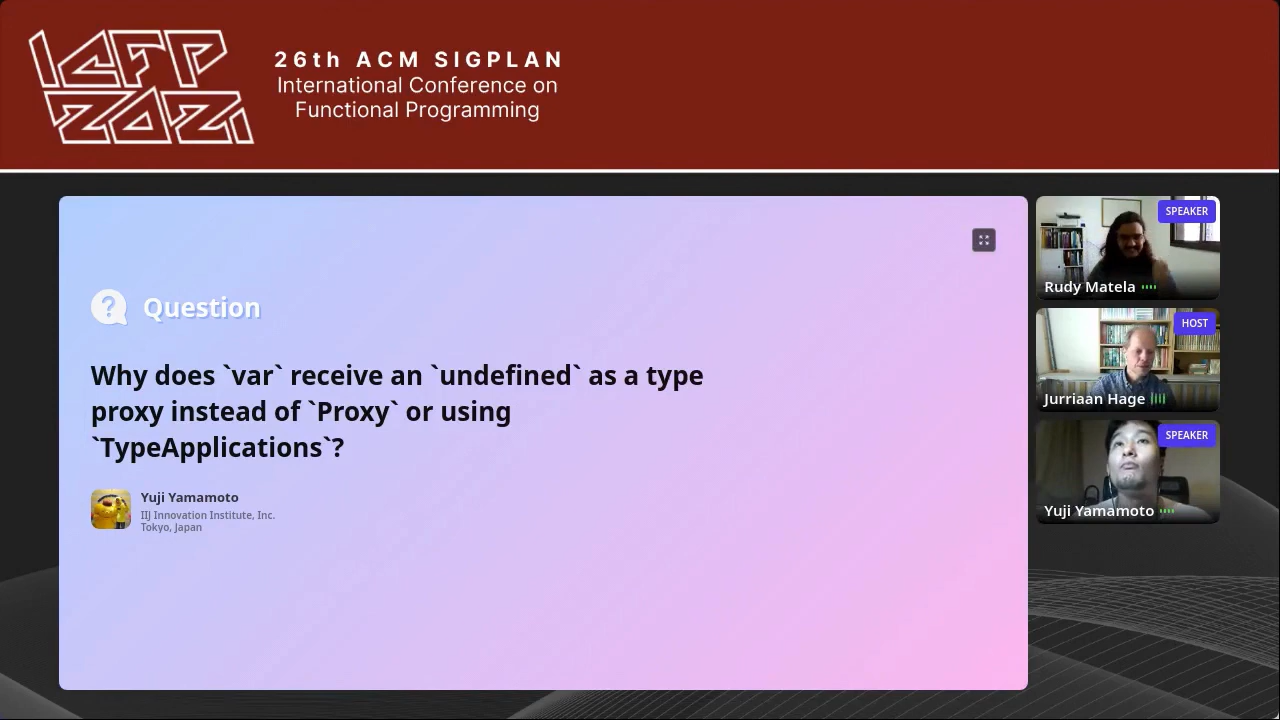 ICFP
2021
26th ACM SIGPLAN
International Conference on
Functional Programming
Question
Why does `var` receive an `undefined` as a type
proxy instead of `Proxy` or using
`TypeApplications`?
Yuji Yamamoto
IIJ Innovation Institute, Inc.
Tokyo, Japan
SPEAKER
Rudy Matela
HOST
Jurriaan Hage
SPEAKER
Yuji Yamamoto